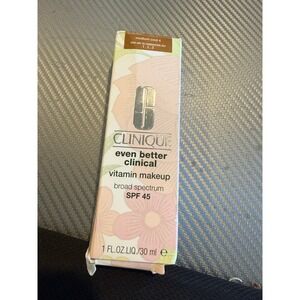 CLINIQUE
even better
clinical
vitamin makeup
broad spectrum
SPF 45
1 FL.OZ.LIQ./30 ml ℮